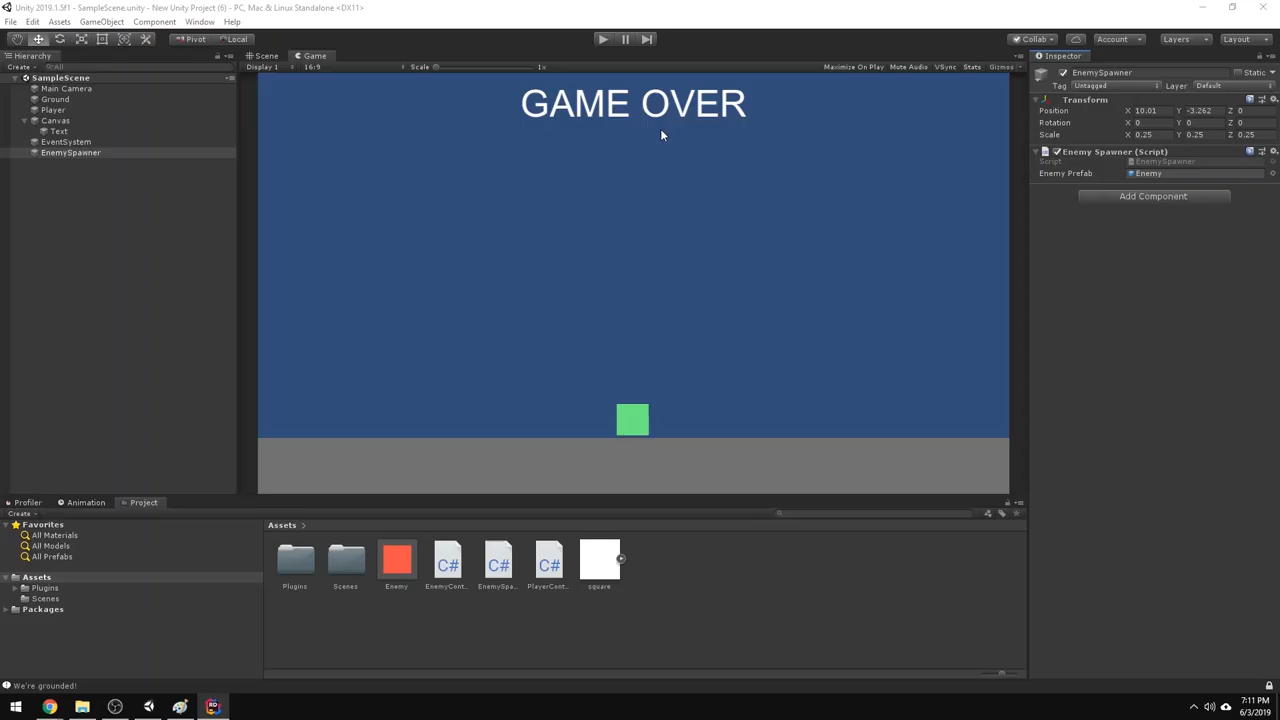 Unity 2019.1.5f1 - SampleScene.unity - New Unity Project (6) - PC, Mac & Linux Standalone <DX11>
File Edit Assets GameObject Component Window Help
Pivot Local Collab Account Layers Layout
Hierarchy Scene Game Inspector
Create All Display 1 16:9 Scale 1x Maximize On Play Mute Audio VSync Stats Gizmos
EnemySpawner Static
SampleScene
Main Camera
Ground
Player
Canvas
Text
EventSystem
EnemySpawner
GAME OVER
Tag Untagged Layer Default
Transform
Position X 10.01 Y -3.262 Z 0
Rotation X 0 Y 0 Z 0
Scale X 0.25 Y 0.25 Z 0.25
Enemy Spawner (Script)
Script EnemySpawner
Enemy Prefab Enemy
Add Component
Profiler Animation Project
Create
Favorites
All Materials
All Models
All Prefabs
Assets
Plugins
Scenes
Packages
Assets
C# C# C#
Plugins Scenes Enemy EnemyCont... EnemySpa... PlayerCont... square
We're grounded!
RD
7:11 PM
6/3/2019